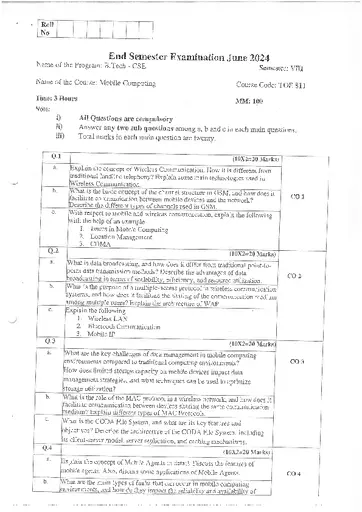 Roll
No
End Semester Examination June 2024
Name of the Program: B.Tech - CSE
Semester: VIII
Name of the Course: Mobile Computing
Course Code: TOE 811
Time: 3 Hours
MM: 100
Note:
i) All Questions are compulsory
ii) Answer any two sub questions among a, b and c in each main questions.
iii) Total marks in each main question are twenty.
Q.1 (10X2=20 Marks)
a. Explain the concept of Wireless Communication. How it is different from
traditional landline telephony? Explain some main technologies used in
Wireless Communication.
b. What is the basic concept of the channel structure in GSM, and how does it
facilitate communication between mobile devices and the network?
Describe the different types of channels used in GSM.
CO 1
c. With respect to mobile and wireless communication, explain the following
with the help of an example
1. Issues in Mobile Computing
2. Location Management
3. CDMA
Q.2 (10X2=20 Marks)
a. What is data broadcasting, and how does it differ from traditional point-to-
point data transmission methods? Describe the advantages of data
broadcasting in terms of scalability, efficiency, and resource utilization.
CO 2
b. What is the purpose of a multiple-access protocol in wireless communication
systems, and how does it facilitate the sharing of the communication medium
among multiple users? Explain the architecture of WAP
c. Explain the following
1. Wireless LAN
2. Bluetooth Communication
3. Mobile IP
Q.3 (10X2=20 Marks)
a. What are the key challenges of data management in mobile computing
environments compared to traditional computing environments?
How does limited storage capacity on mobile devices impact data
management strategies, and what techniques can be used to optimize
storage utilization?
CO 3
b. What is the role of the MAC protocol in a wireless network, and how does it
facilitate communication between devices sharing the same communication
medium? Explain different types of MAC Protocols.
c. What is the CODA File System, and what are its key features and
objectives? Describe the architecture of the CODA File System, including
its client-server model, server replication, and caching mechanisms.
Q.4 (10X2=20 Marks)
a. Explain the concept of Mobile Agents in detail. Discuss the features of
mobile agents. Also, discuss some Applications of Mobile Agents.
CO 4
b. What are the main types of faults that can occur in mobile computing
environments, and how do they impact the reliability and availability of